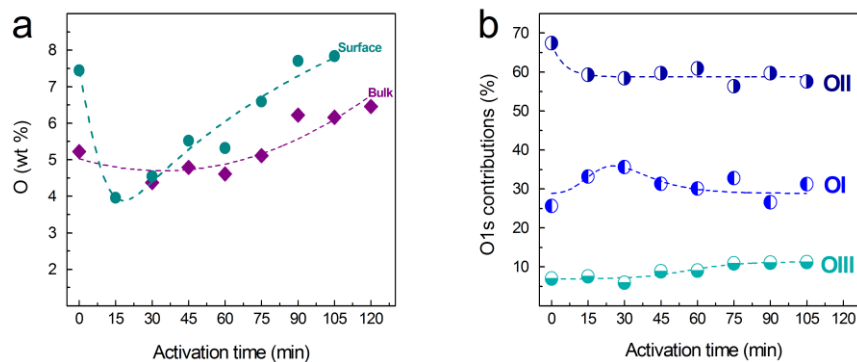 a
O (wt %)
8
7
6
5
4
3
2
Surface
Bulk
0 15 30 45 60 75 90 105 120
Activation time (min)
b
O1s contributions (%)
70
60
50
40
30
20
10
OII
OI
OIII
0 15 30 45 60 75 90 105 120
Activation time (min)